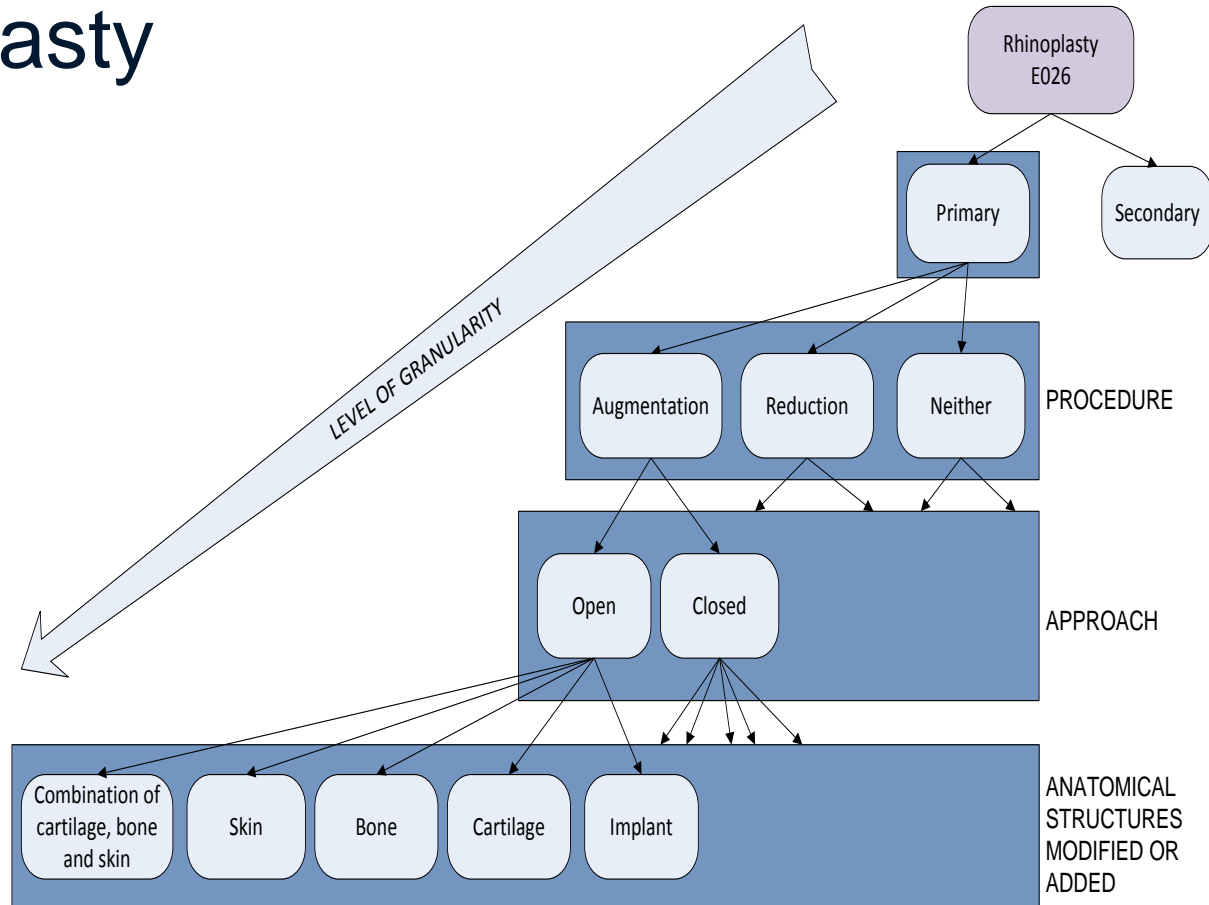 asty
Rhinoplasty
E026
Primary
Secondary
LEVEL OF GRANULARITY
Augmentation
Reduction
Neither
PROCEDURE
Open
Closed
APPROACH
Combination of
cartilage, bone
and skin
Skin
Bone
Cartilage
Implant
ANATOMICAL
STRUCTURES
MODIFIED OR
ADDED